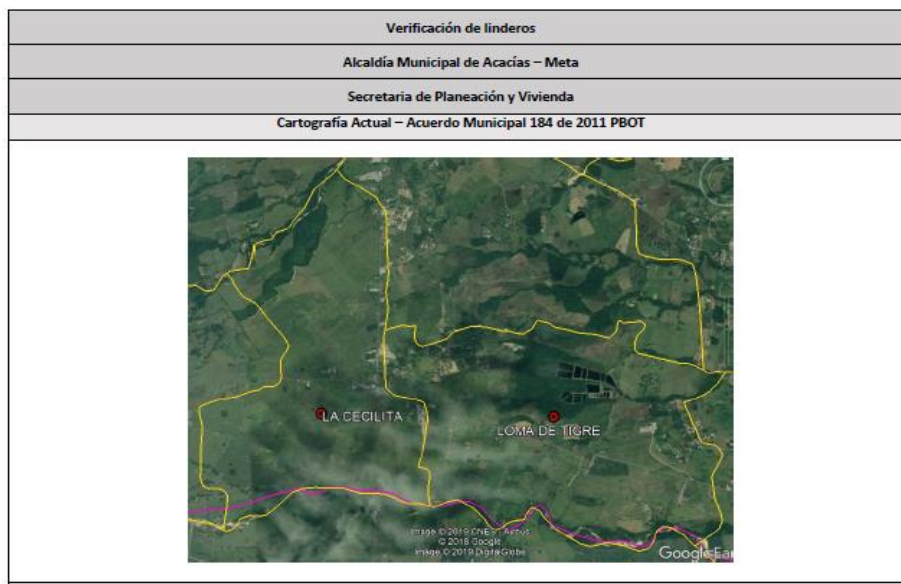 Verificación de linderos
Alcaldía Municipal de Acacías – Meta
Secretaria de Planeación y Vivienda
Cartografía Actual – Acuerdo Municipal 184 de 2011 PBOT
LA CECILITA
LOMA DE TIGRE
Image © 2019 CNES / Airbus
© 2018 Google
Image © 2019 DigitalGlobe
Google Ear